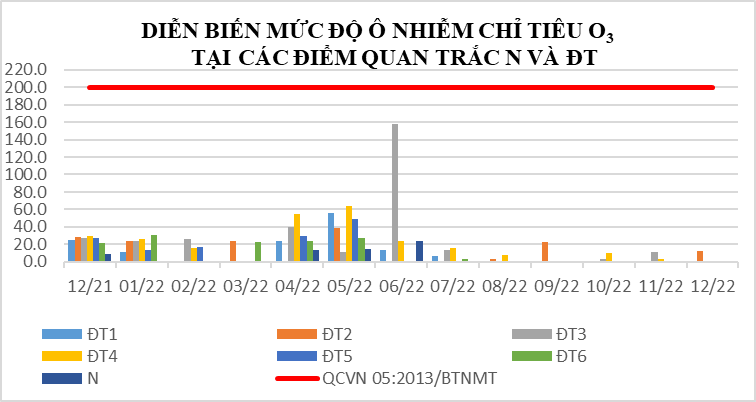 DIỄN BIẾN MỨC ĐỘ Ô NHIỄM CHỈ TIÊU O3
TẠI CÁC ĐIỂM QUAN TRẮC N VÀ ĐT
220.0
200.0
180.0
160.0
140.0
120.0
100.0
80.0
60.0
40.0
20.0
0.0
12/21 01/22 02/22 03/22 04/22 05/22 06/22 07/22 08/22 09/22 10/22 11/22 12/22
ĐT1 ĐT2 ĐT3
ĐT4 ĐT5 ĐT6
N QCVN 05:2013/BTNMT